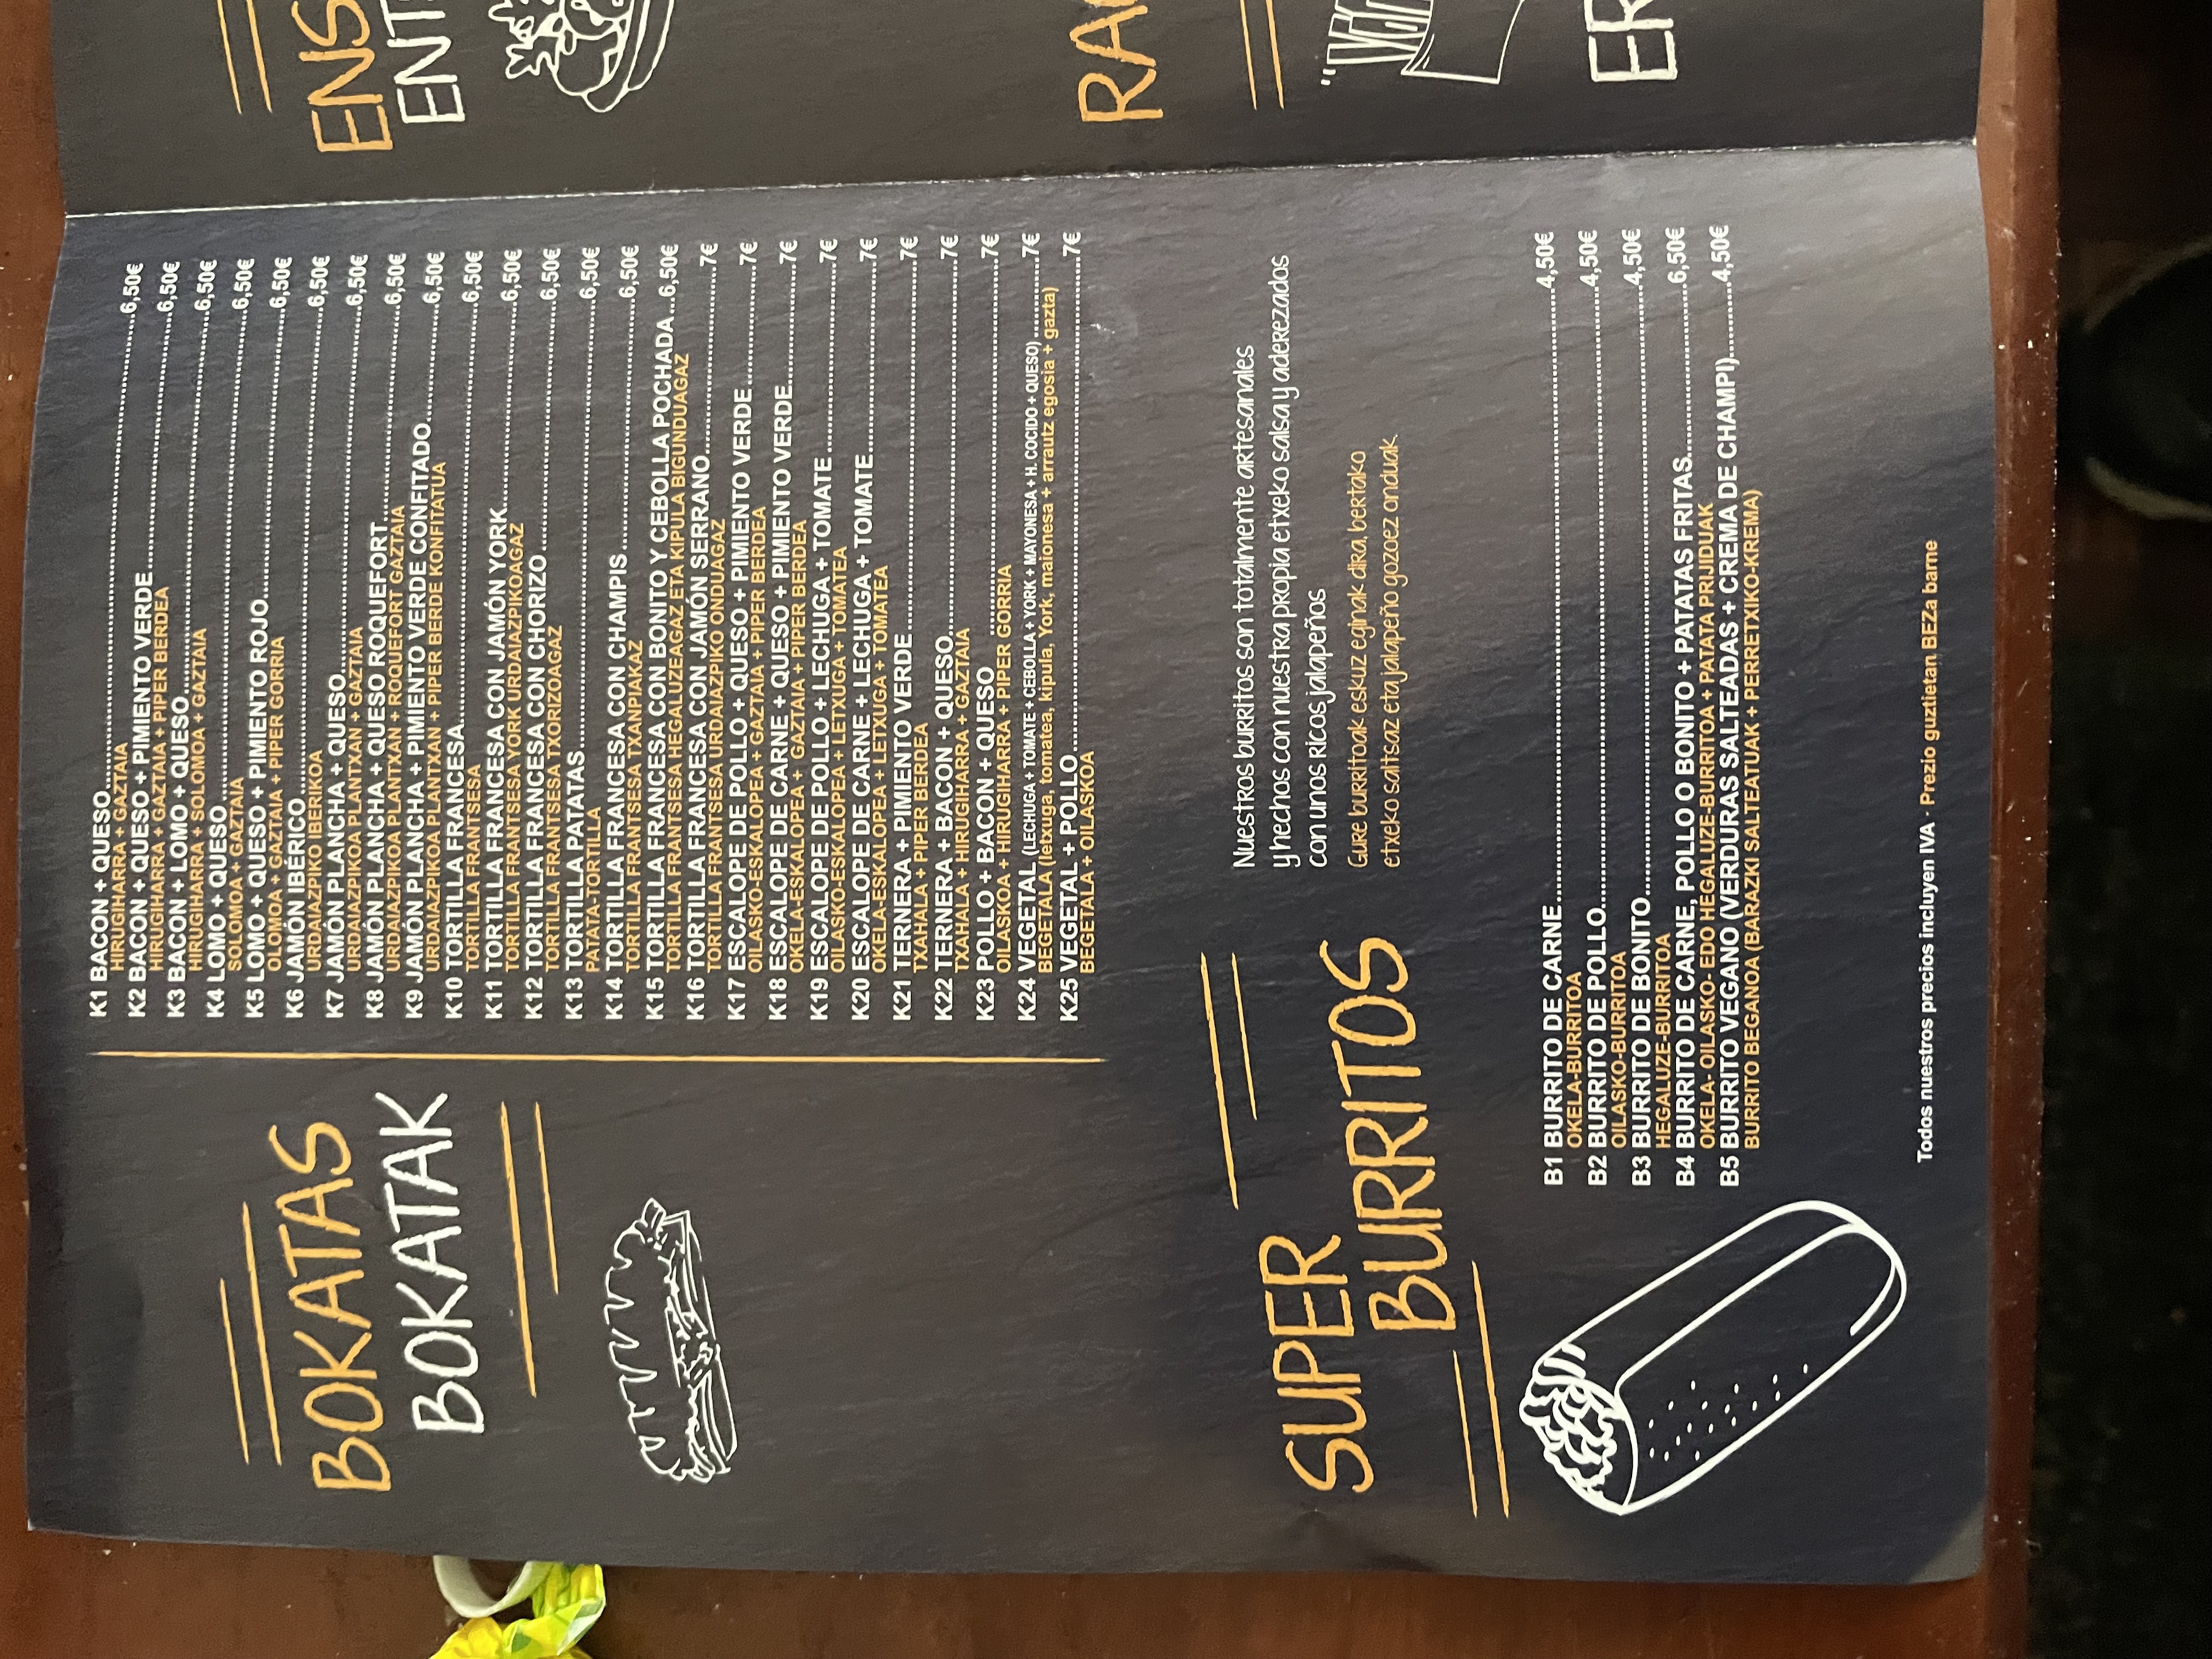 BOKATAS
BOKATAK
K1 BACON + QUESO........6,50€
HIRUGIHARRA + GAZTAIA
K2 BACON + QUESO + PIMIENTO VERDE........6,50€
HIRUGIHARRA + GAZTAIA + PIPER BERDEA
K3 BACON + LOMO + QUESO........6,50€
HIRUGIHARRA + SOLOMOA + GAZTAIA
K4 LOMO + QUESO........6,50€
SOLOMOA + GAZTAIA
K5 LOMO + QUESO + PIMIENTO ROJO........6,50€
OLOMOA + GAZTAIA + PIPER GORRIA
K6 JAMÓN IBÉRICO........6,50€
URDAIAZPIKO IBERIKOA
K7 JAMÓN PLANCHA + QUESO........6,50€
URDAIAZPIKOA PLANTXAN + GAZTAIA
K8 JAMÓN PLANCHA + QUESO ROQUEFORT........6,50€
URDAIAZPIKOA PLANTXAN + ROQUEFORT GAZTAIA
K9 JAMÓN PLANCHA + PIMIENTO VERDE CONFITADO........6,50€
URDAIAZPIKOA PLANTXAN + PIPER BERDE KONFITATUA
K10 TORTILLA FRANCESA........6,50€
TORTILLA FRANTSESA
K11 TORTILLA FRANCESA CON JAMÓN YORK........6,50€
TORTILLA FRANTSESA YORK URDAIAZPIKOAGAZ
K12 TORTILLA FRANCESA CON CHORIZO........6,50€
TORTILLA FRANTSESA TXORIZOAGAZ
K13 TORTILLA PATATAS........6,50€
PATATA-TORTILLA
K14 TORTILLA FRANCESA CON CHAMPIS........6,50€
TORTILLA FRANTSESA TXANPIAKAZ
K15 TORTILLA FRANCESA CON BONITO Y CEBOLLA POCHADA...6,50€
TORTILLA FRANTSESA HEGALUZEAGAZ ETA KIPULA BIGUNDUAGAZ
K16 TORTILLA FRANCESA CON JAMÓN SERRANO........7€
TORTILLA FRANTSESA URDAIAZPIKO ONDUAGAZ
K17 ESCALOPE DE POLLO + QUESO + PIMIENTO VERDE........7€
OILASKO-ESKALOPEA + GAZTAIA + PIPER BERDEA
K18 ESCALOPE DE CARNE + QUESO + PIMIENTO VERDE........7€
OKELA-ESKALOPEA + GAZTAIA + PIPER BERDEA
K19 ESCALOPE DE POLLO + LECHUGA + TOMATE........7€
OILASKO-ESKALOPEA + LETXUGA + TOMATEA
K20 ESCALOPE DE CARNE + LECHUGA + TOMATE........7€
OKELA-ESKALOPEA + LETXUGA + TOMATEA
K21 TERNERA + PIMIENTO VERDE........7€
TXAHALA + PIPER BERDEA
K22 TERNERA + BACON + QUESO........7€
TXAHALA + HIRUGIHARRA + GAZTAIA
K23 POLLO + BACON + QUESO ........7€
OILASKOA + HIRUGIHARRA + PIPER GORRIA
K24 VEGETAL (LECHUGA + TOMATE + CEBOLLA + YORK + MAYONESA + H. COCIDO + QUESO)........7€
BEGETALA (letxuga, tomatea, kipula, York, maionesa + arrautz egosia + gazta)
K25 VEGETAL + POLLO........7€
BEGETALA + OILASKOA
SUPER
BURRITOS
Nuestros burritos son totalmente artesanales
y hechos con nuestra propia etxeko salsa y aderezados
con unos ricos jalapeños
Gure burritoak eskuz eginak dira, bertako
etxeko saltsaz eta jalapeño gozoez onduak.
B1 BURRITO DE CARNE........4,50€
OKELA-BURRITOA
B2 BURRITO DE POLLO........4,50€
OILASKO-BURRITOA
B3 BURRITO DE BONITO........4,50€
HEGALUZE-BURRITOA
B4 BURRITO DE CARNE, POLLO O BONITO + PATATAS FRITAS........6,50€
OKELA- OILASKO- EDO HEGALUZE-BURRITOA + PATATA PRIJIDUAK
B5 BURRITO VEGANO (VERDURAS SALTEADAS + CREMA DE CHAMPI)........4,50€
BURRITO BEGANOA (BARAZKI SALTEATUAK + PERRETXIKO-KREMA)
Todos nuestros precios incluyen IVA · Prezio guztietan BEZa barne
ENS
ENT
RA
ER